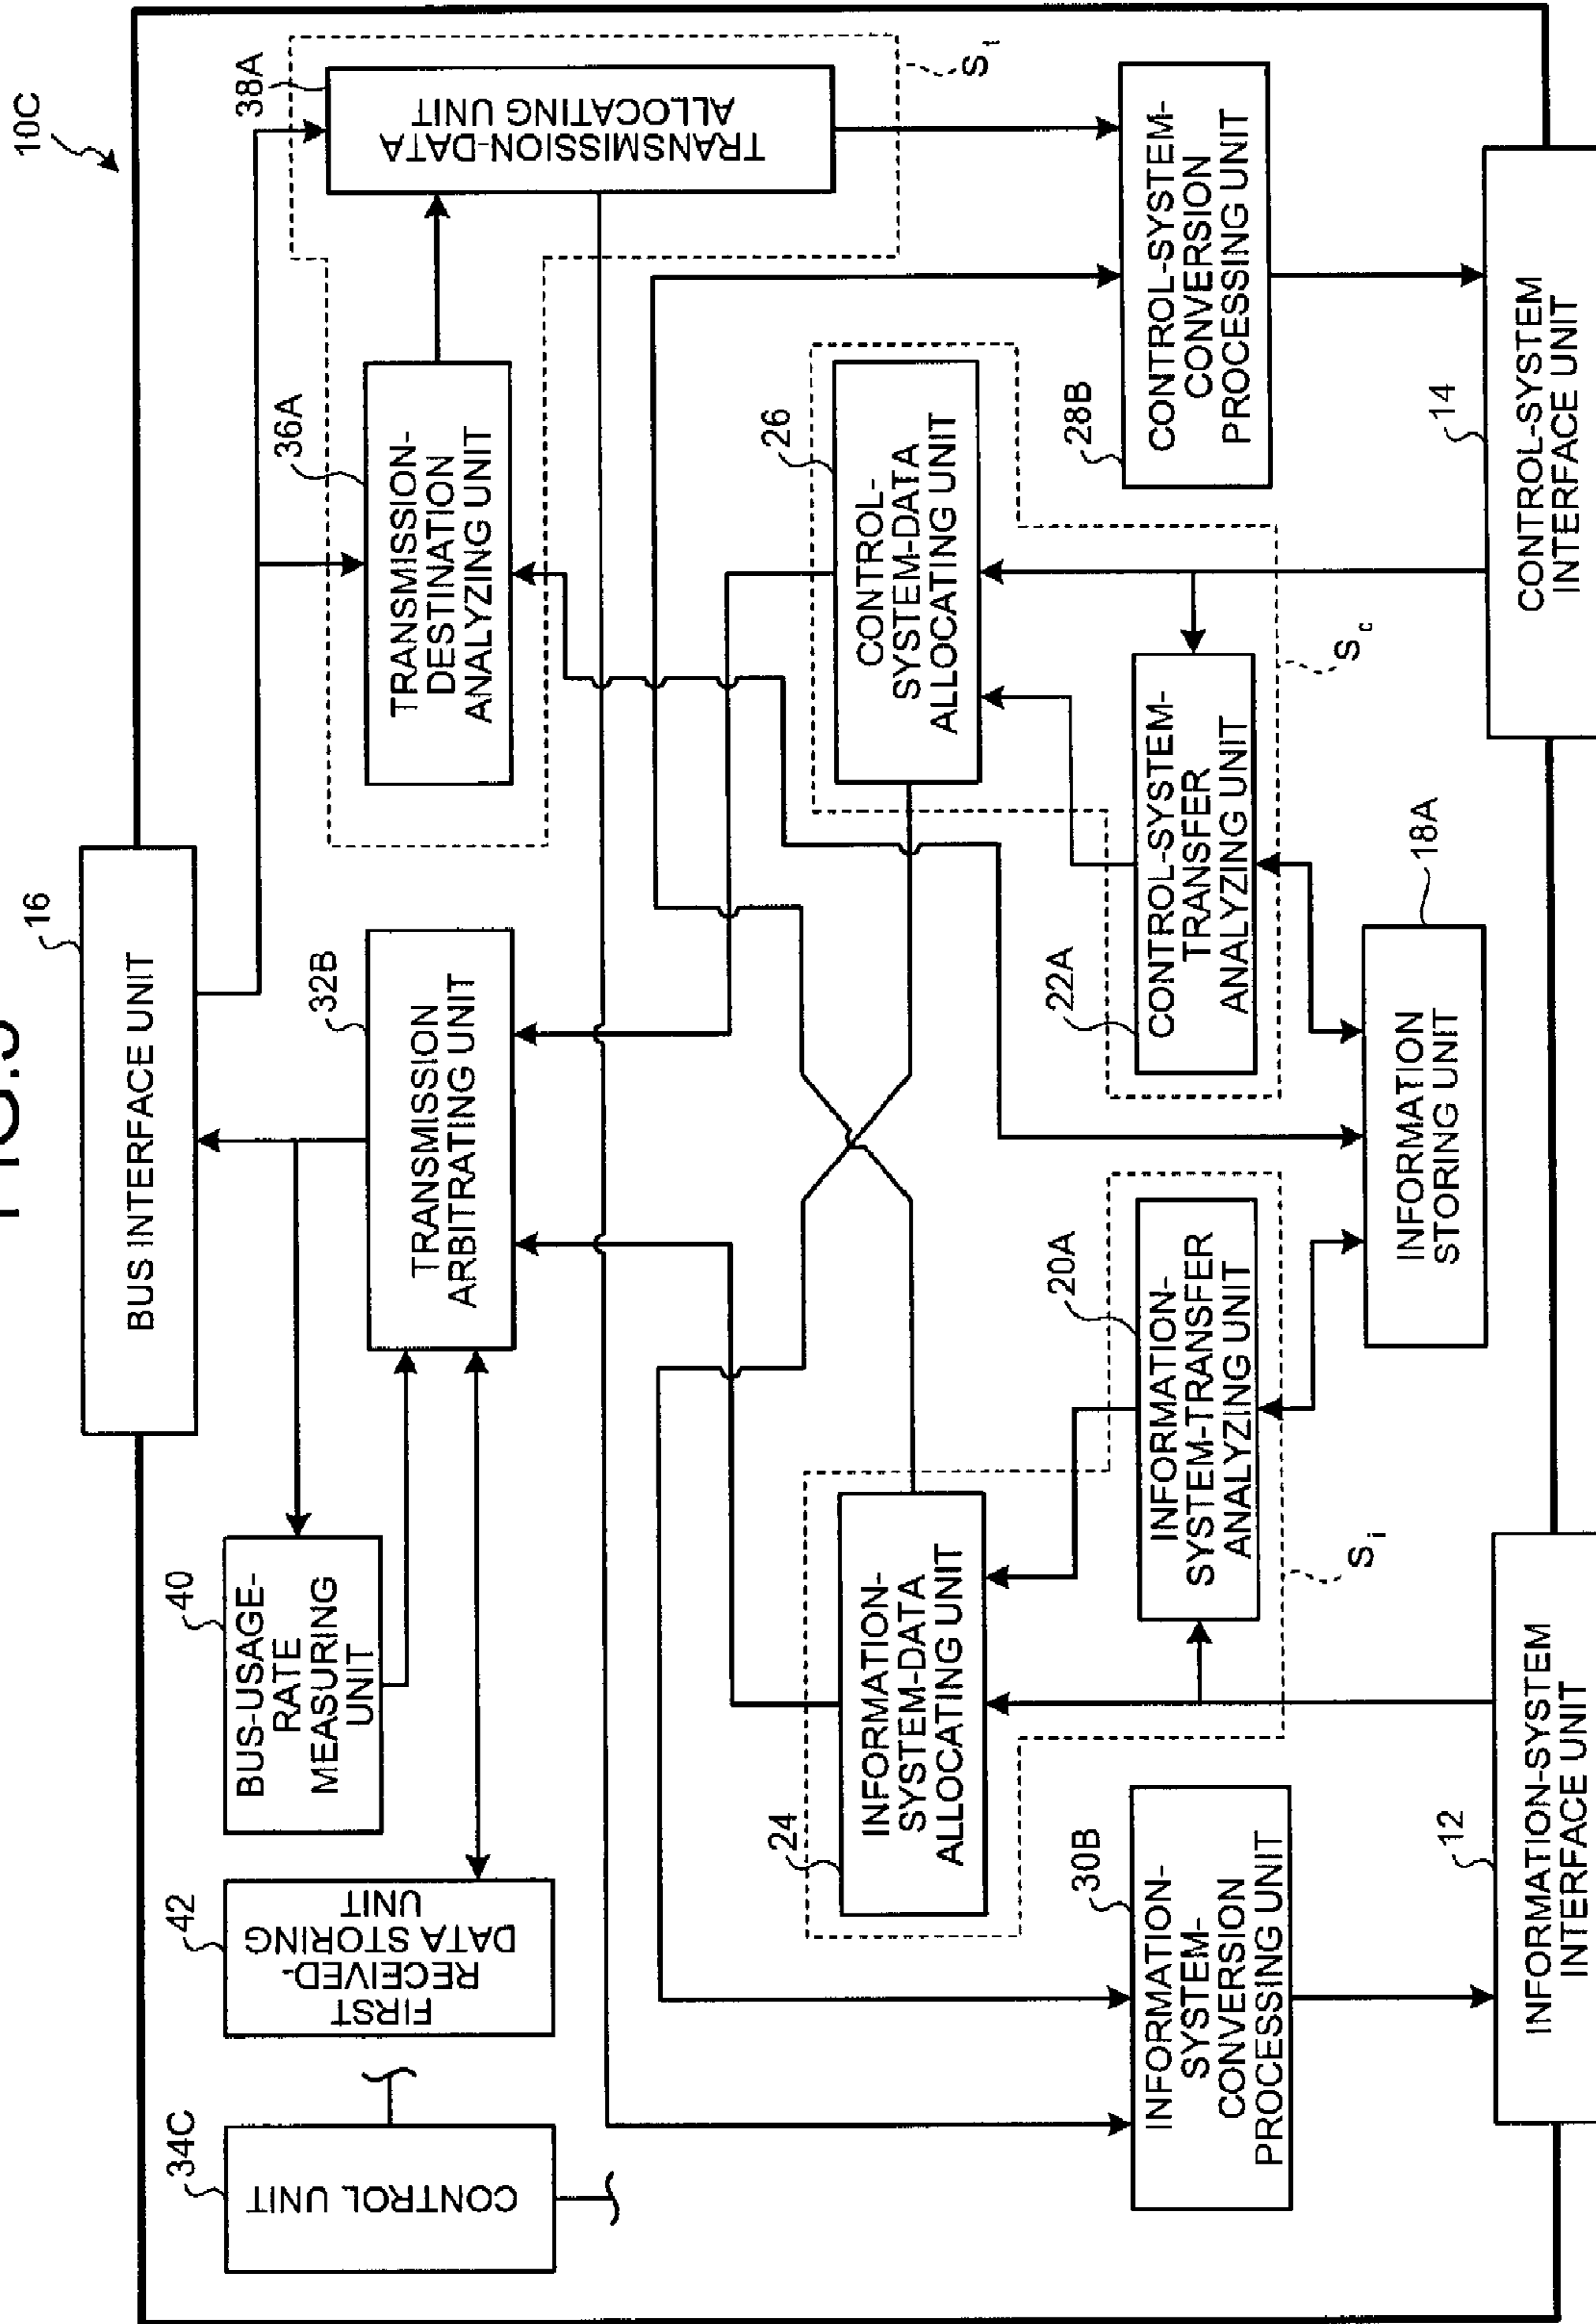 10C
16
BUS INTERFACE UNIT
38A
TRANSMISSION-DATA
ALLOCATING UNIT
S t
36A
TRANSMISSION-
DESTINATION
ANALYZING UNIT
32B
TRANSMISSION
ARBITRATING UNIT
40
BUS-USAGE-
RATE
MEASURING
UNIT
42
FIRST
RECEIVED-
DATA STORING
UNIT
34C
CONTROL UNIT
24
INFORMATION-
SYSTEM-DATA
ALLOCATING UNIT
26
CONTROL-
SYSTEM-DATA
ALLOCATING UNIT
20A
INFORMATION-
SYSTEM-TRANSFER
ANALYZING UNIT
S i
22A
CONTROL-SYSTEM-
TRANSFER
ANALYZING UNIT
S c
30B
INFORMATION-
SYSTEM-
CONVERSION
PROCESSING UNIT
28B
CONTROL-SYSTEM-
CONVERSION
PROCESSING UNIT
18A
INFORMATION
STORING UNIT
12
INFORMATION-SYSTEM
INTERFACE UNIT
14
CONTROL-SYSTEM
INTERFACE UNIT